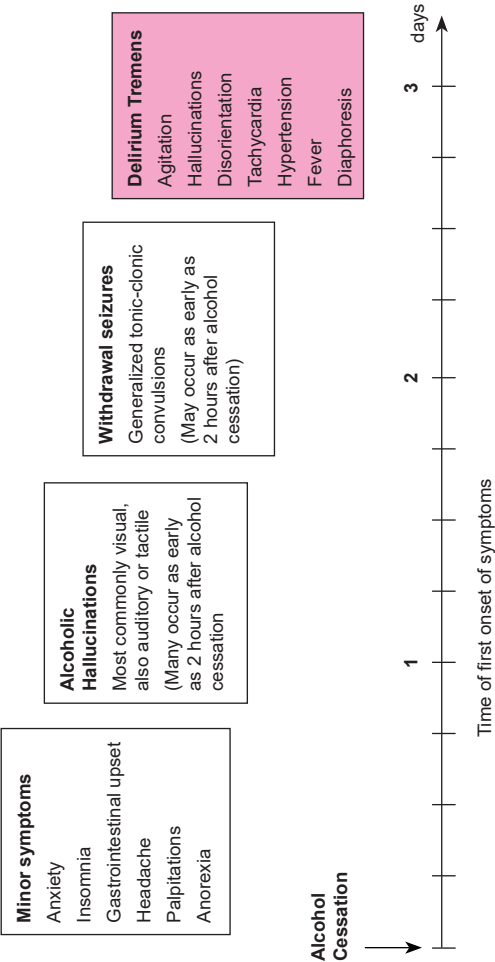 Minor symptoms
Anxiety
Insomnia
Gastrointestinal upset
Headache
Palpitations
Anorexia
Alcoholic
Hallucinations
Most commonly visual,
also auditory or tactile
(Many occur as early
as 2 hours after alcohol
cessation
Withdrawal seizures
Generalized tonic-clonic
convulsions
(May occur as early as
2 hours after alcohol
cessation)
Delirium Tremens
Agitation
Hallucinations
Disorientation
Tachycardia
Hypertension
Fever
Diaphoresis
Alcohol
Cessation
1
2
3
days
Time of first onset of symptoms